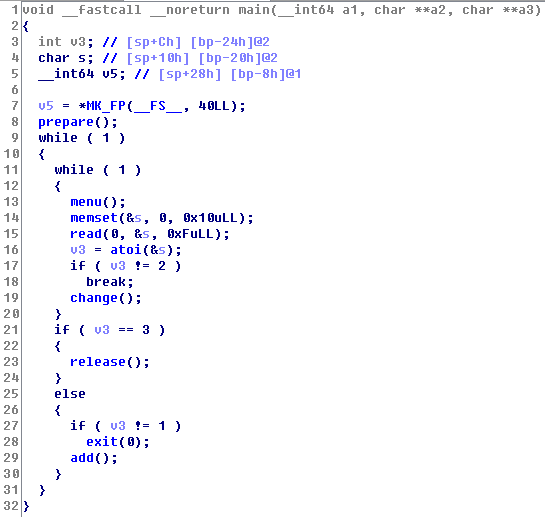 1 void __fastcall __noreturn main(__int64 a1, char **a2, char **a3)
2 {
3 int v3; // [sp+Ch] [bp-24h]@2
4 char s; // [sp+10h] [bp-20h]@2
5 __int64 v5; // [sp+28h] [bp-8h]@1
6
7 v5 = *MK_FP(__FS__, 40LL);
8 prepare();
9 while ( 1 )
10 {
11 while ( 1 )
12 {
13 menu();
14 memset(&s, 0, 0x10uLL);
15 read(0, &s, 0xFuLL);
16 v3 = atoi(&s);
17 if ( v3 != 2 )
18 break;
19 change();
20 }
21 if ( v3 == 3 )
22 {
23 release();
24 }
25 else
26 {
27 if ( v3 != 1 )
28 exit(0);
29 add();
30 }
31 }
32 }